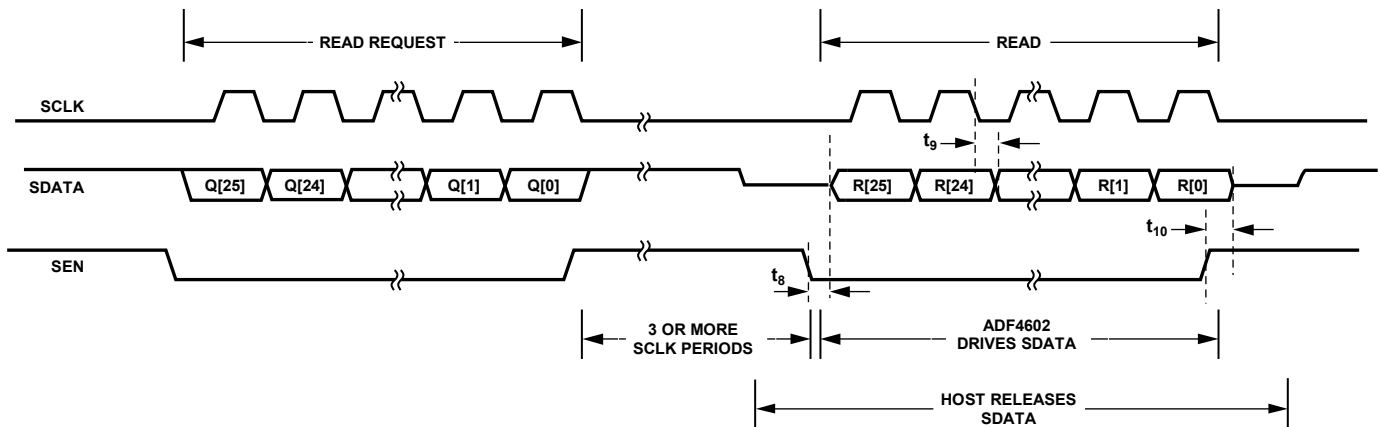 READ REQUEST
READ
SCLK
t9
SDATA
Q[25]
Q[24]
Q[1]
Q[0]
R[25]
R[24]
R[1]
R[0]
t10
SEN
t8
3 OR MORE
SCLK PERIODS
ADF4602
DRIVES SDATA
HOST RELEASES
SDATA